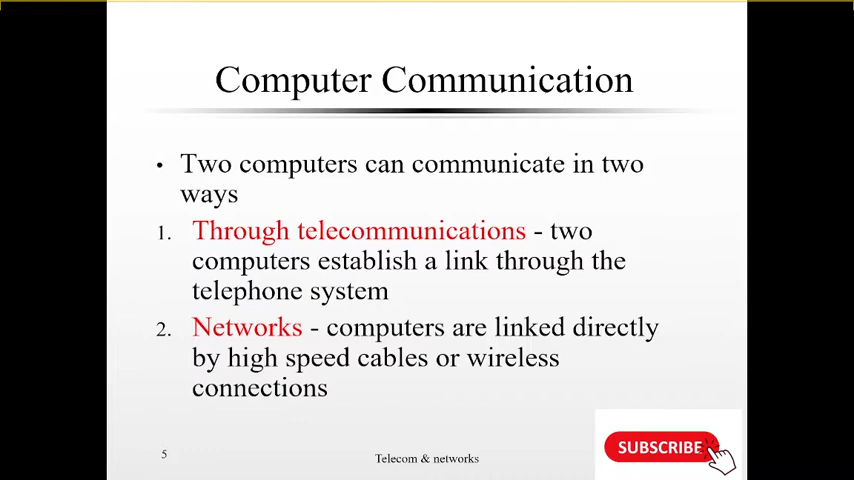 Computer Communication
• Two computers can communicate in two
ways
1. Through telecommunications - two
computers establish a link through the
telephone system
2. Networks - computers are linked directly
by high speed cables or wireless
connections
5
Telecom & networks
SUBSCRIBE